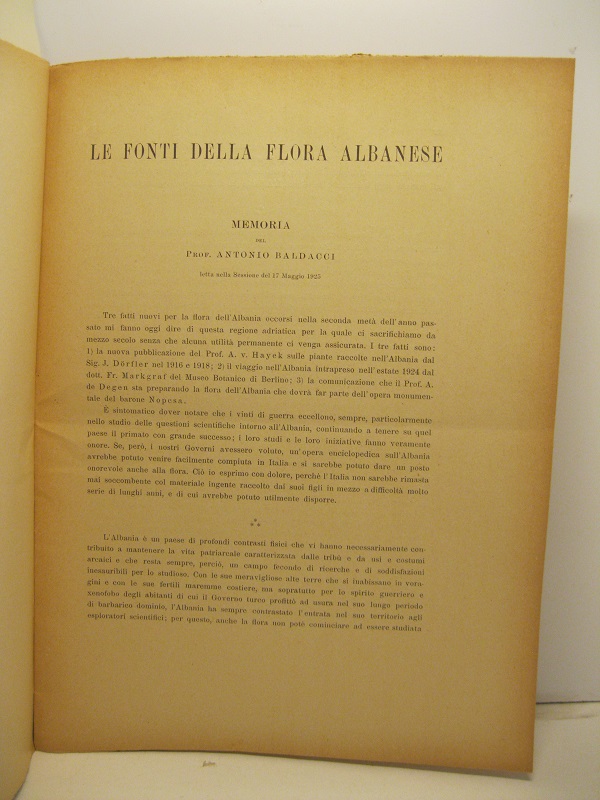 LE FONTI DELLA FLORA ALBANESE
MEMORIA
DEL
PROF. ANTONIO BALDACCI
letta nella Sessione del 17 Maggio 1925
Tre fatti nuovi per la flora dell'Albania occorsi nella seconda metà dell'anno pas-
sato mi fanno oggi dire di questa regione adriatica per la quale ci sacrifichiamo da
mezzo secolo senza che alcuna utilità permanente ci venga assicurata. I tre fatti sono:
1) la nuova pubblicazione del Prof. A. v. Hayek sulle piante raccolte nell'Albania dal
Sig. J. Dörfler nel 1916 e 1918; 2) il viaggio nell'Albania intrapreso nell'estate 1924 dal
dott. Fr. Markgraf del Museo Botanico di Berlino; 3) la comunicazione che il Prof. A.
de Degen sta preparando la flora dell'Albania che dovrà far parte dell'opera monumen-
tale del barone Nopcsa.
È sintomatico dover notare che i vinti di guerra eccellono, sempre, particolarmente
nello studio delle questioni scientifiche intorno all'Albania, continuando a tenere su quel
paese il primato con grande successo; i loro studi e le loro iniziative fanno veramente
onore. Se, però, i nostri Governi avessero voluto, un'opera enciclopedica sull'Albania
avrebbe potuto venire facilmente compiuta in Italia e si sarebbe potuto dare un posto
onorevole anche alla flora. Ciò io esprimo con dolore, perchè l'Italia non sarebbe rimasta
mal soccombente col materiale ingente raccolto dai suoi figli in mezzo a difficoltà molto
serie di lunghi anni, e di cui avrebbe potuto utilmente disporre.
⁂
L'Albania è un paese di profondi contrasti fisici che vi hanno necessariamente con-
tribuito a mantenere la vita patriarcale caratterizzata dalle tribù e da usi e costumi
arcaici e che resta sempre, perciò, un campo fecondo di ricerche e di soddisfazioni
inesauribili per lo studioso. Con le sue meravigliose alte terre che si inabissano in vora-
gini e con le sue fertili maremme costiere, ma sopratutto per lo spirito guerriero e
xenofobo degli abitanti di cui il Governo turco profittò ad usura nel suo lungo periodo
di barbarico dominio, l'Albania ha sempre contrastato l'entrata nel suo territorio agli
esploratori scientifici; per questo, anche la flora non potè cominciare ad essere studiata